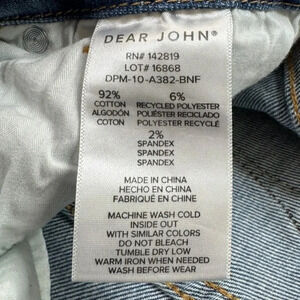 DEAR JOHN®
RN# 142819
LOT# 16868
DPM-10-A382-BNF
92% 6%
COTTON RECYCLED POLYESTER
ALGODÓN POLIÉSTER RECICLADO
COTON POLYESTER RECYCLÉ
2%
SPANDEX
SPANDEX
SPANDEX
MADE IN CHINA
HECHO EN CHINA
FABRIQUÉ EN CHINE
MACHINE WASH COLD
INSIDE OUT
WITH SIMILAR COLORS
DO NOT BLEACH
TUMBLE DRY LOW
WARM IRON WHEN NEEDED
WASH BEFORE WEAR